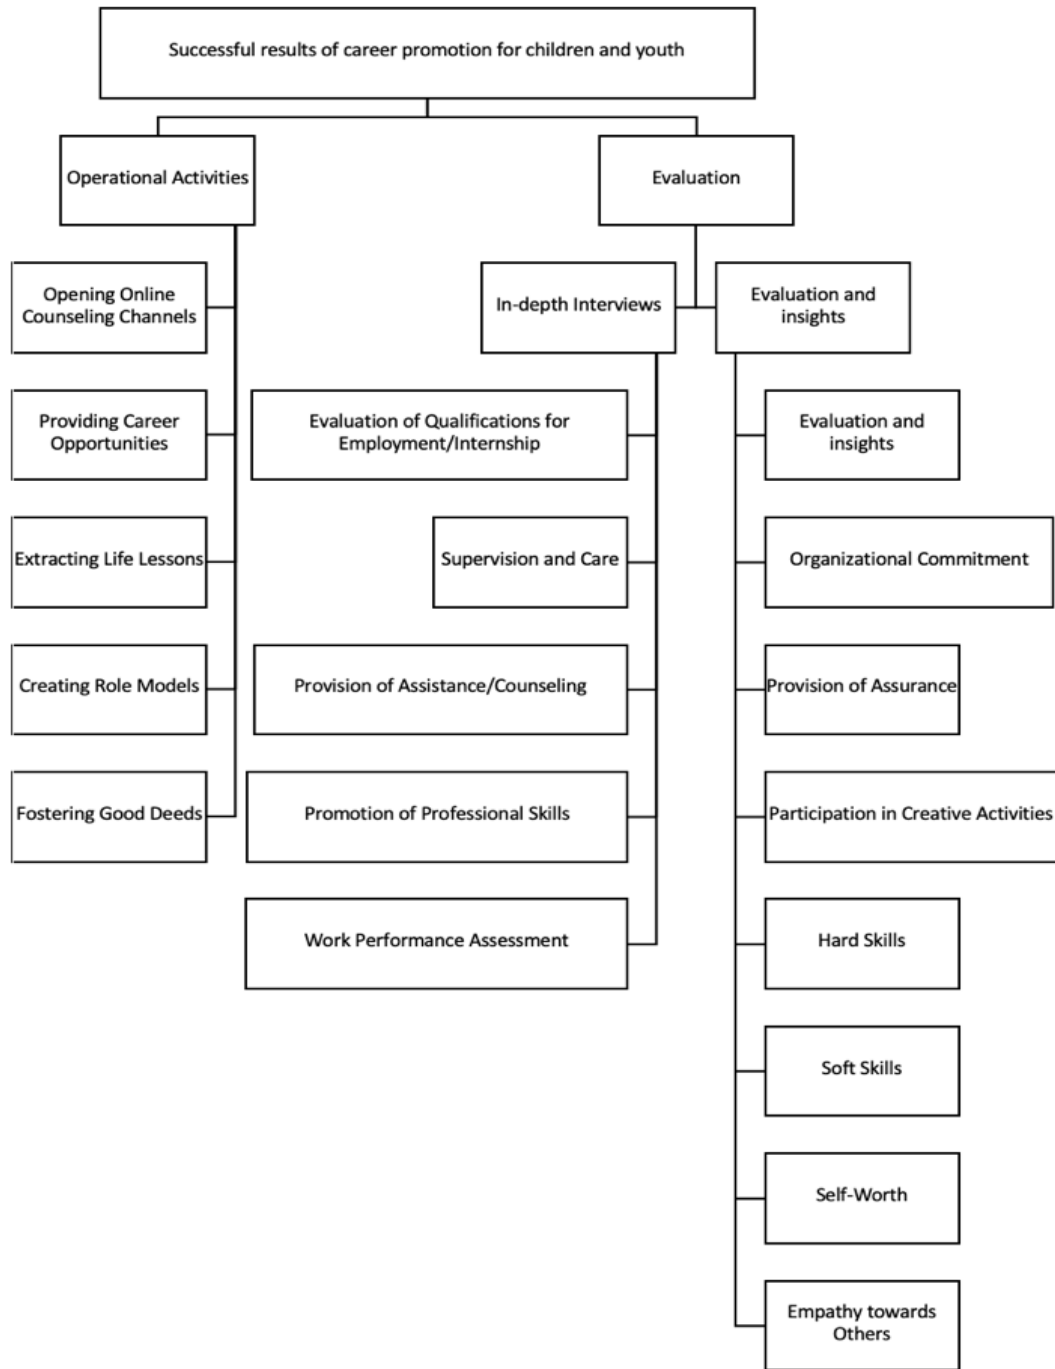 Successful results of career promotion for children and youth
Operational Activities
Evaluation
Opening Online
Counseling Channels
In-depth Interviews
Evaluation and
insights
Providing Career
Opportunities
Evaluation of Qualifications for
Employment/Internship
Evaluation and
insights
Extracting Life Lessons
Supervision and Care
Organizational Commitment
Creating Role Models
Provision of Assistance/Counseling
Provision of Assurance
Fostering Good Deeds
Promotion of Professional Skills
Participation in Creative Activities
Work Performance Assessment
Hard Skills
Soft Skills
Self-Worth
Empathy towards
Others